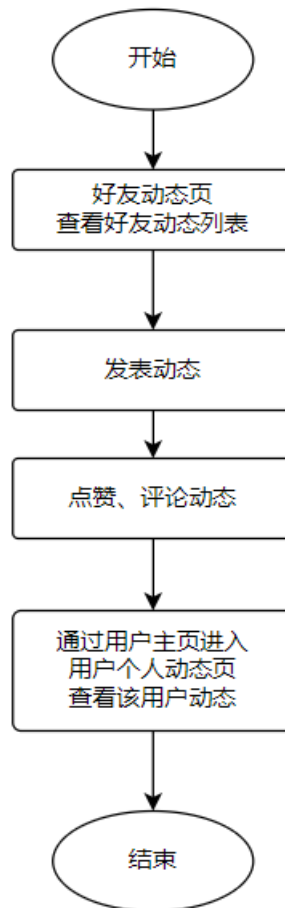 开始
好友动态页
查看好友动态列表
发表动态
点赞、评论动态
通过用户主页进入
用户个人动态页
查看该用户动态
结束